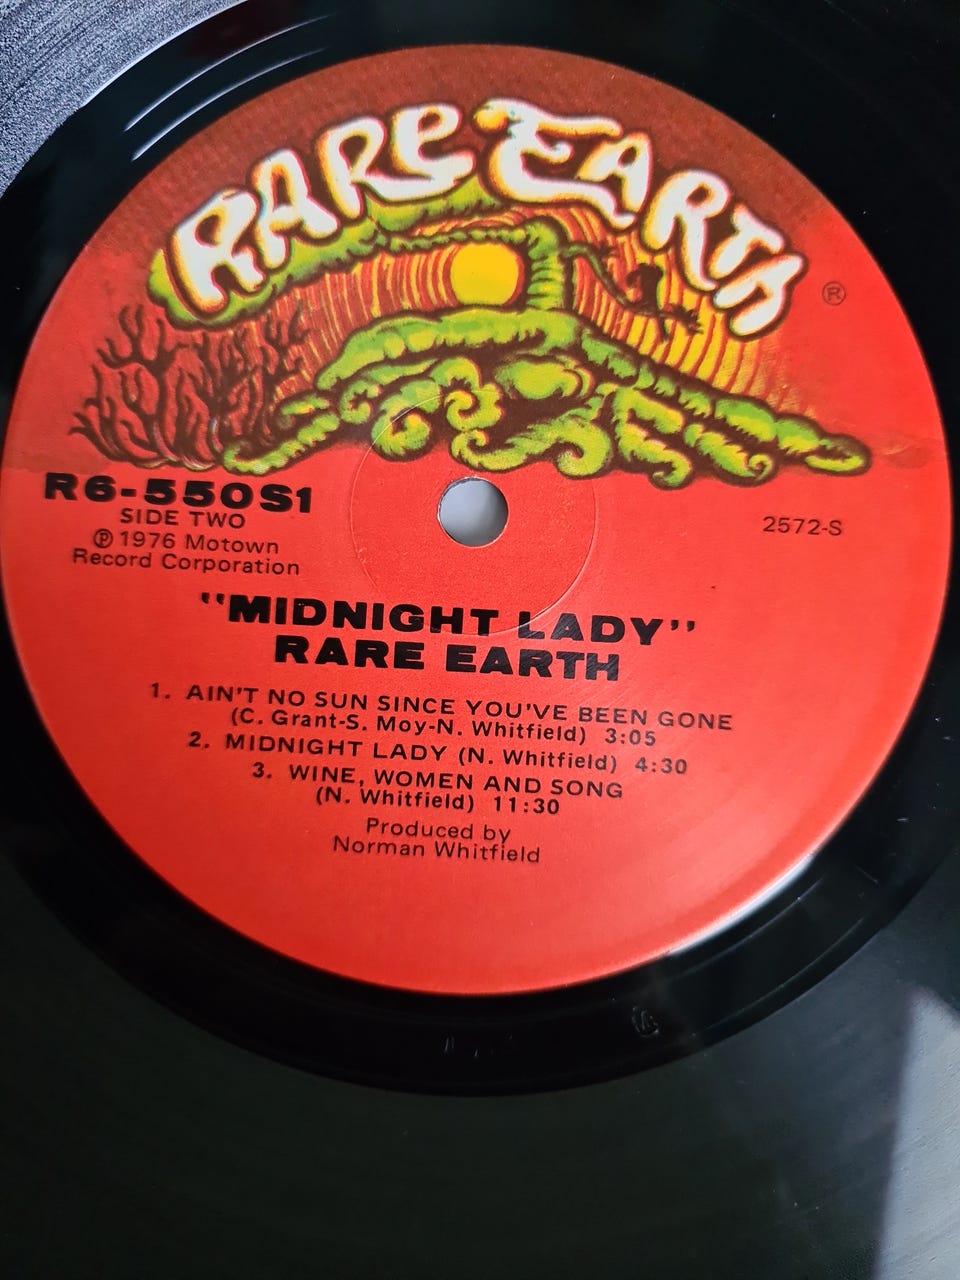 RARE EARTH
®
R6-550S1
SIDE TWO
℗ 1976 Motown
Record Corporation
2572-S
"MIDNIGHT LADY"
RARE EARTH
1. AIN'T NO SUN SINCE YOU'VE BEEN GONE
(C. Grant-S. Moy-N. Whitfield) 3:05
2. MIDNIGHT LADY (N. Whitfield) 4:30
3. WINE, WOMEN AND SONG
(N. Whitfield) 11:30
Produced by
Norman Whitfield